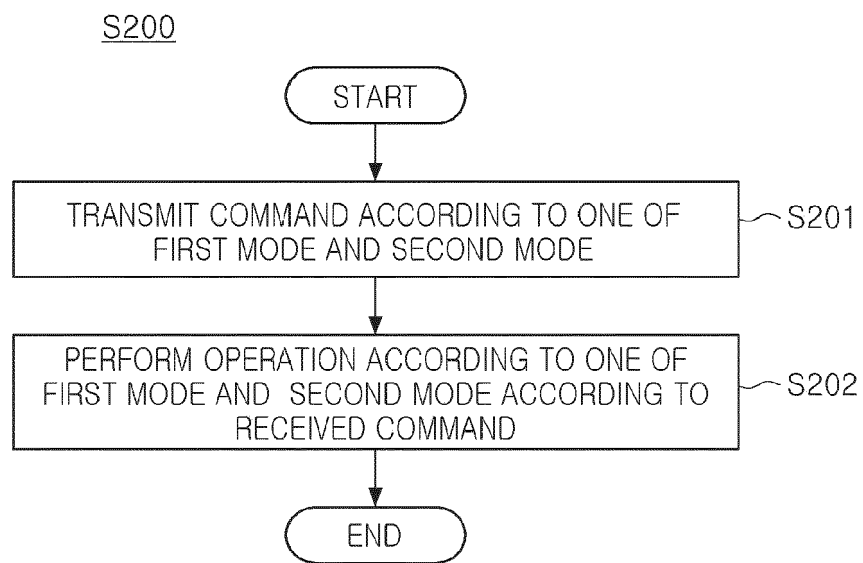 S200
START
TRANSMIT COMMAND ACCORDING TO ONE OF
FIRST MODE AND SECOND MODE
S201
PERFORM OPERATION ACCORDING TO ONE OF
FIRST MODE AND SECOND MODE ACCORDING TO
RECEIVED COMMAND
S202
END